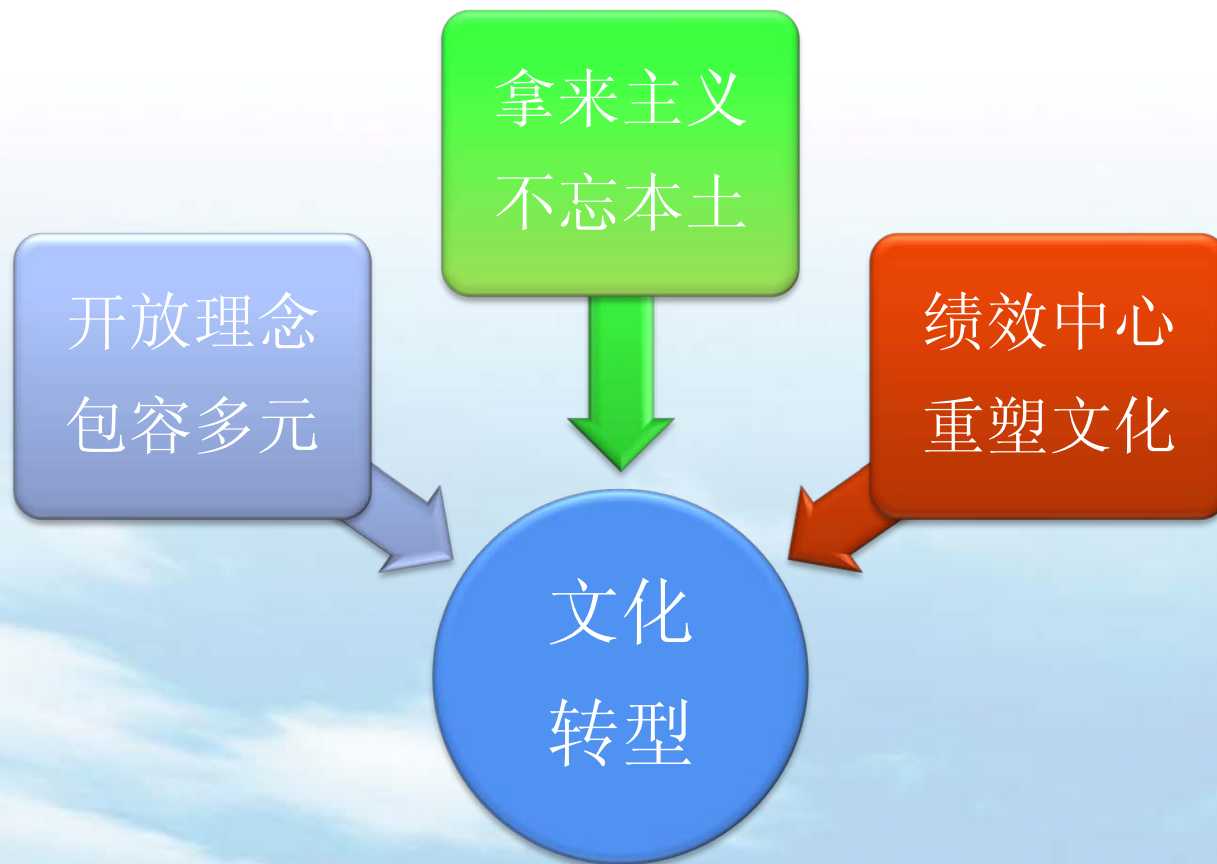 拿来主义
不忘本土
开放理念
包容多元
绩效中心
重塑文化
文化
转型